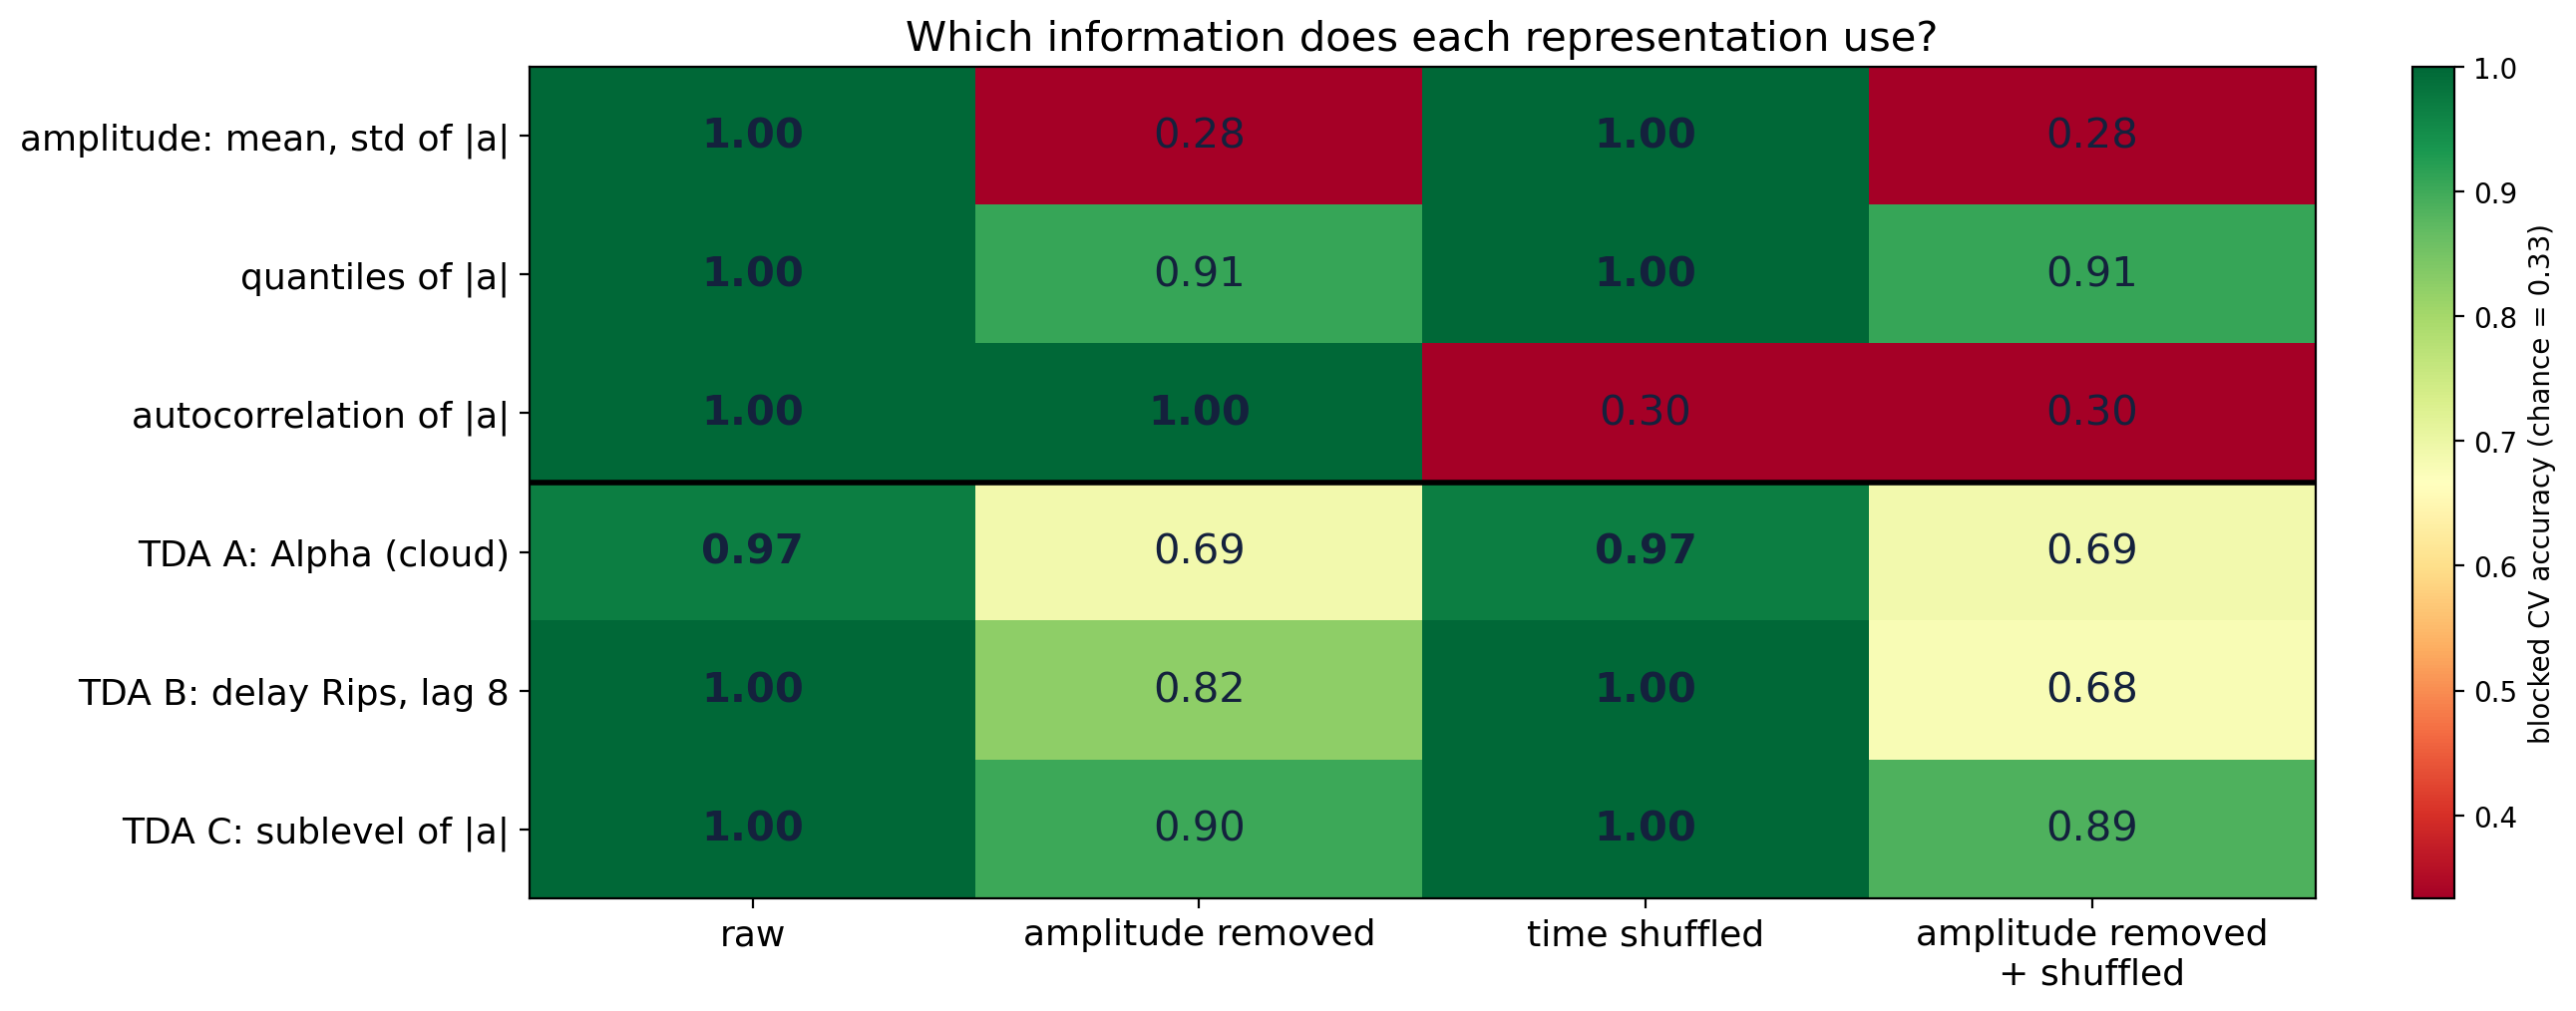 Which information does each representation use?
amplitude: mean, std of |a|
1.00 0.28 1.00 0.28
quantiles of |a|
1.00 0.91 1.00 0.91
autocorrelation of |a|
1.00 1.00 0.30 0.30
TDA A: Alpha (cloud)
0.97 0.69 0.97 0.69
TDA B: delay Rips, lag 8
1.00 0.82 1.00 0.68
TDA C: sublevel of |a|
1.00 0.90 1.00 0.89
raw
amplitude removed
time shuffled
amplitude removed
+ shuffled
1.0
0.9
0.8
0.7
0.6
0.5
0.4
blocked CV accuracy (chance = 0.33)